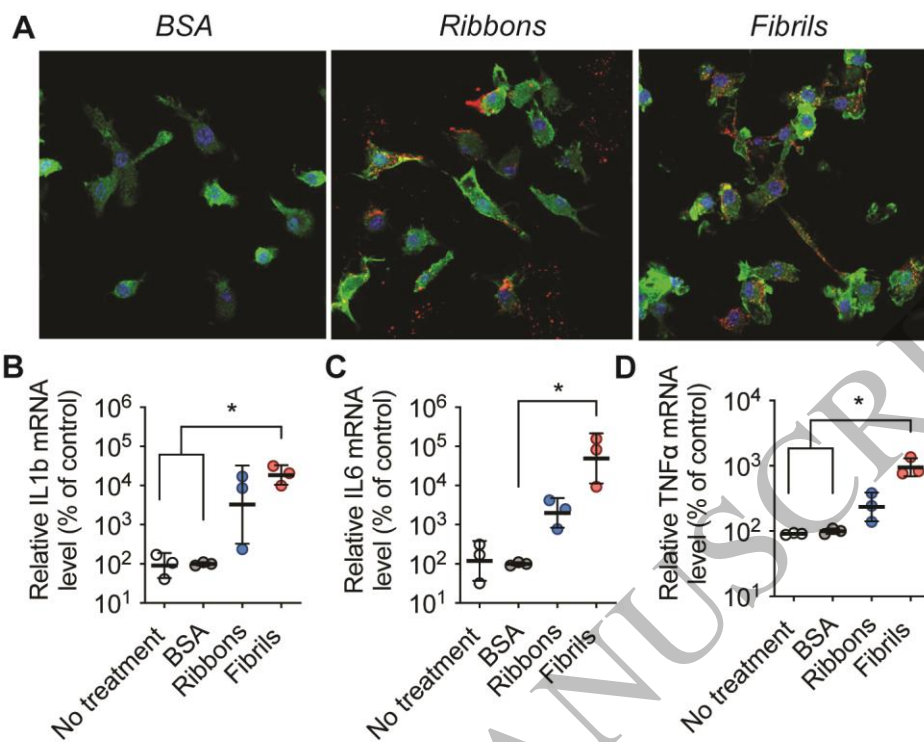 A
BSA
Ribbons
Fibrils
B
Relative IL1b mRNA
level (% of control)
10⁶
10⁵
10⁴
10³
10²
10¹
*
No treatment
BSA
Ribbons
Fibrils
C
Relative IL6 mRNA
level (% of control)
10⁶
10⁵
10⁴
10³
10²
10¹
*
No treatment
BSA
Ribbons
Fibrils
D
Relative TNFα mRNA
level (% of control)
10⁴
10³
10²
10¹
*
No treatment
BSA
Ribbons
Fibrils
ANUSCR